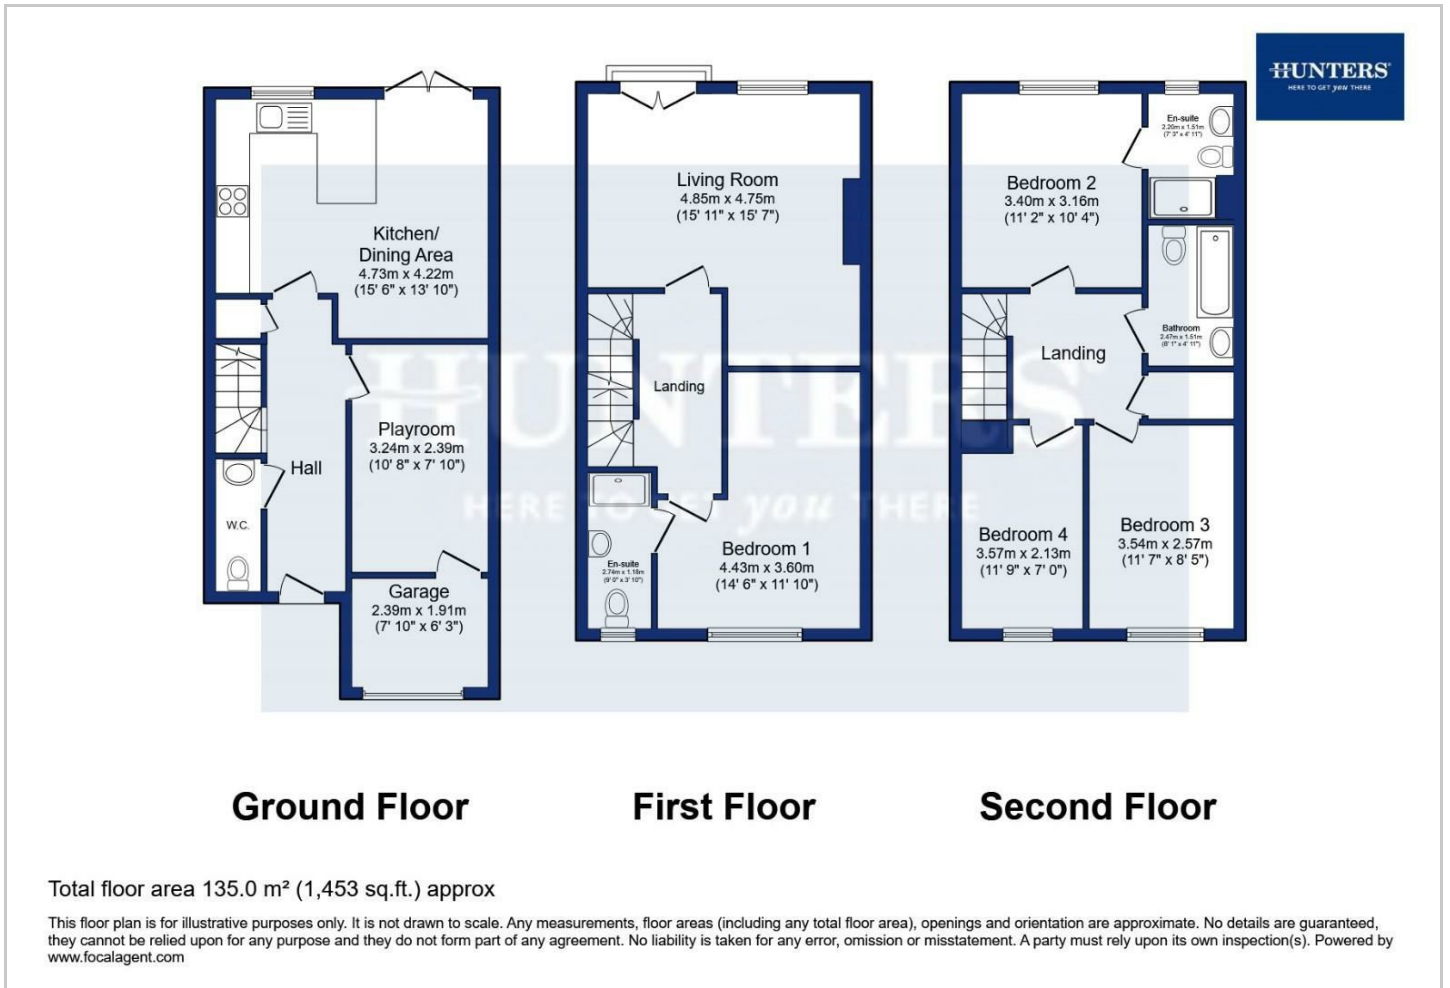 HUNTERS®
HERE TO GET you THERE
Kitchen/
Dining Area
4.73m x 4.22m
(15' 6" x 13' 10")
Playroom
3.24m x 2.39m
(10' 8" x 7' 10")
Hall
W.C.
Garage
2.39m x 1.91m
(7' 10" x 6' 3")
Living Room
4.85m x 4.75m
(15' 11" x 15' 7")
Landing
Bedroom 1
4.43m x 3.60m
(14' 6" x 11' 10")
En-suite
2.74m x 1.18m
(9' 0" x 3' 10")
Bedroom 2
3.40m x 3.16m
(11' 2" x 10' 4")
En-suite
2.20m x 1.51m
(7' 3" x 4' 11")
Bathroom
2.47m x 1.51m
(8' 1" x 4' 11")
Landing
Bedroom 4
3.57m x 2.13m
(11' 9" x 7' 0")
Bedroom 3
3.54m x 2.57m
(11' 7" x 8' 5")
HUNTERS®
HERE TO GET you THERE
Ground Floor
First Floor
Second Floor
Total floor area 135.0 m² (1,453 sq.ft.) approx
This floor plan is for illustrative purposes only. It is not drawn to scale. Any measurements, floor areas (including any total floor area), openings and orientation are approximate. No details are guaranteed,
they cannot be relied upon for any purpose and they do not form part of any agreement. No liability is taken for any error, omission or misstatement. A party must rely upon its own inspection(s). Powered by
www.focalagent.com